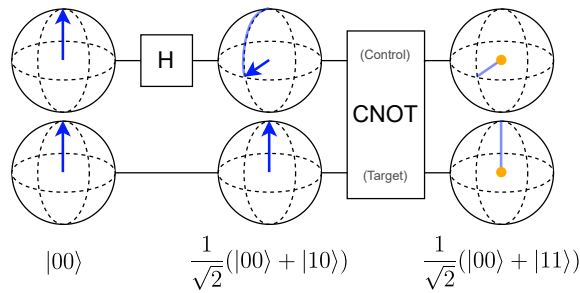 H
(Control)
CNOT
(Target)
|00⟩
1/√2(|00⟩ + |10⟩)
1/√2(|00⟩ + |11⟩)